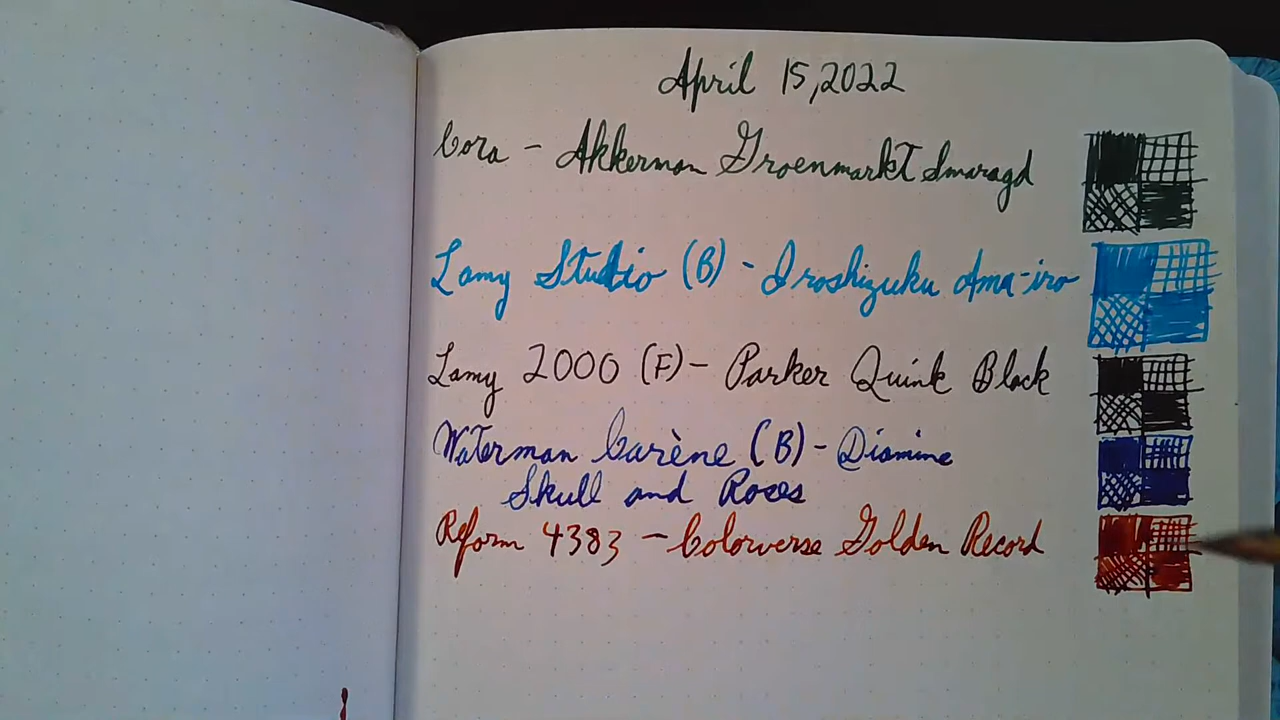 April 15, 2022
Cora - Akkerman Groenmarkt Smaragd
Lamy Studio (B) - Iroshizuku Ama-iro
Lamy 2000 (F) - Parker Quink Black
Waterman Carène (B) - Diamine
Skull and Roses
Reform 4383 - Colorverse Golden Record